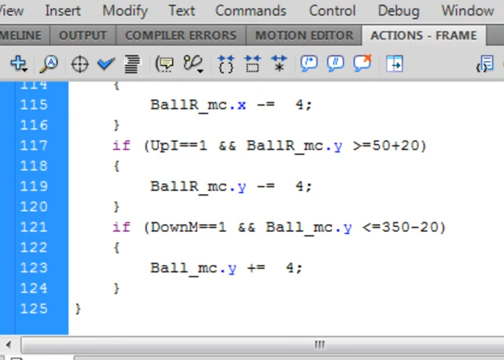 View Insert Modify Text Commands Control Debug Window
TIMELINE OUTPUT COMPILER ERRORS MOTION EDITOR ACTIONS - FRAME
114 {
115 BallR_mc.x -= 4;
116 }
117 if (UpI==1 && BallR_mc.y >=50+20)
118 {
119 BallR_mc.y -= 4;
120 }
121 if (DownM==1 && Ball_mc.y <=350-20)
122 {
123 Ball_mc.y += 4;
124 }
125 }